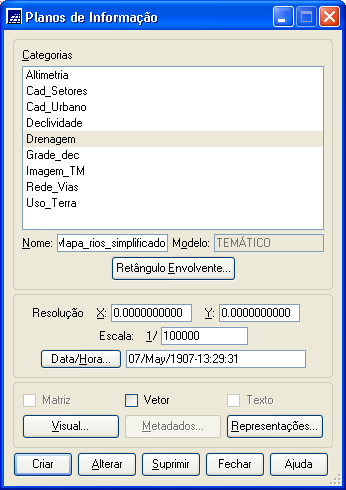 Planos de Informação
Categorias
Altimetria
Cad_Setores
Cad_Urbano
Declividade
Drenagem
Grade_dec
Imagem_TM
Rede_Vias
Uso_Terra
Nome: Mapa_rios_simplificado Modelo: TEMÁTICO
Retângulo Envolvente...
Resolução X: 0.0000000000 Y: 0.0000000000
Escala: 1/ 100000
Data/Hora... 07/May/1907-13:29:31
Matriz Vetor Texto
Visual... Metadados... Representações...
Criar Alterar Suprimir Fechar Ajuda